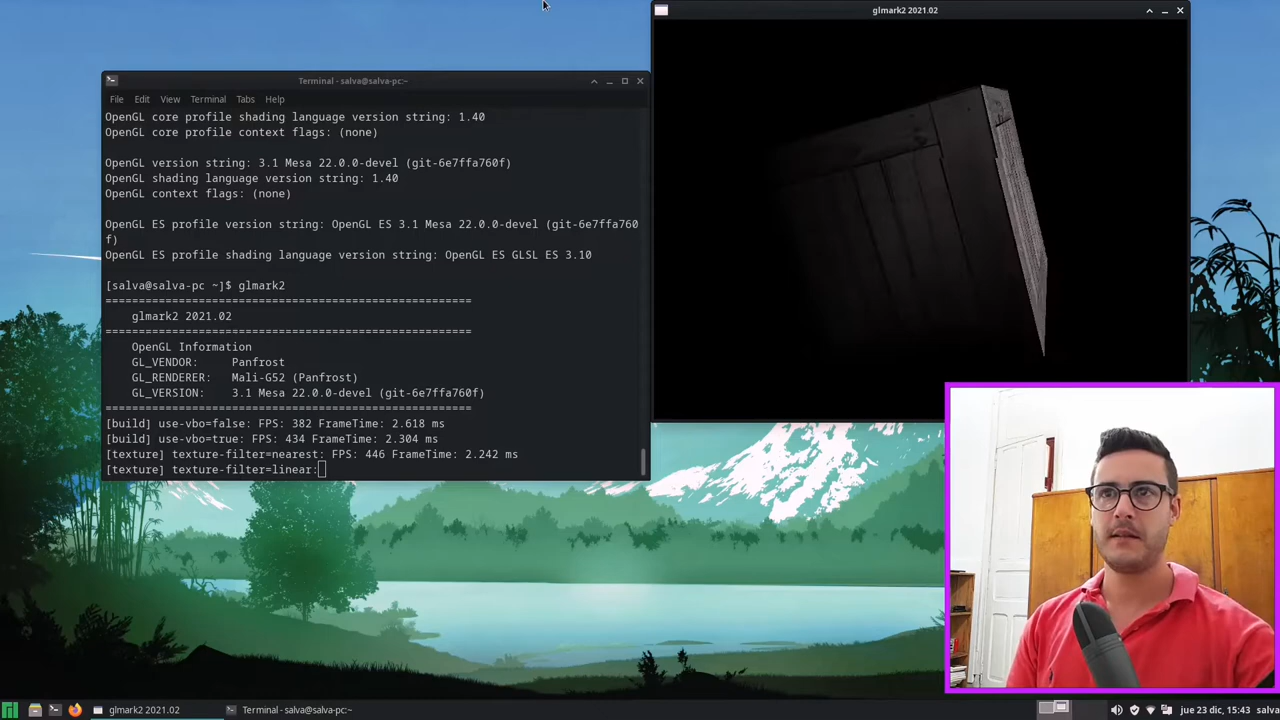 glmark2 2021.02
Terminal - salva@salva-pc:~
File Edit View Terminal Tabs Help
OpenGL core profile shading language version string: 1.40
OpenGL core profile context flags: (none)
OpenGL version string: 3.1 Mesa 22.0.0-devel (git-6e7ffa760f)
OpenGL shading language version string: 1.40
OpenGL context flags: (none)
OpenGL ES profile version string: OpenGL ES 3.1 Mesa 22.0.0-devel (git-6e7ffa760
f)
OpenGL ES profile shading language version string: OpenGL ES GLSL ES 3.10
[salva@salva-pc ~]$ glmark2
=======================================================
glmark2 2021.02
=======================================================
OpenGL Information
GL_VENDOR: Panfrost
GL_RENDERER: Mali-G52 (Panfrost)
GL_VERSION: 3.1 Mesa 22.0.0-devel (git-6e7ffa760f)
=======================================================
[build] use-vbo=false: FPS: 382 FrameTime: 2.618 ms
[build] use-vbo=true: FPS: 434 FrameTime: 2.304 ms
[texture] texture-filter=nearest: FPS: 446 FrameTime: 2.242 ms
[texture] texture-filter=linear:
glmark2 2021.02
Terminal - salva@salva-pc:~
jue 23 dic, 15:43 salva